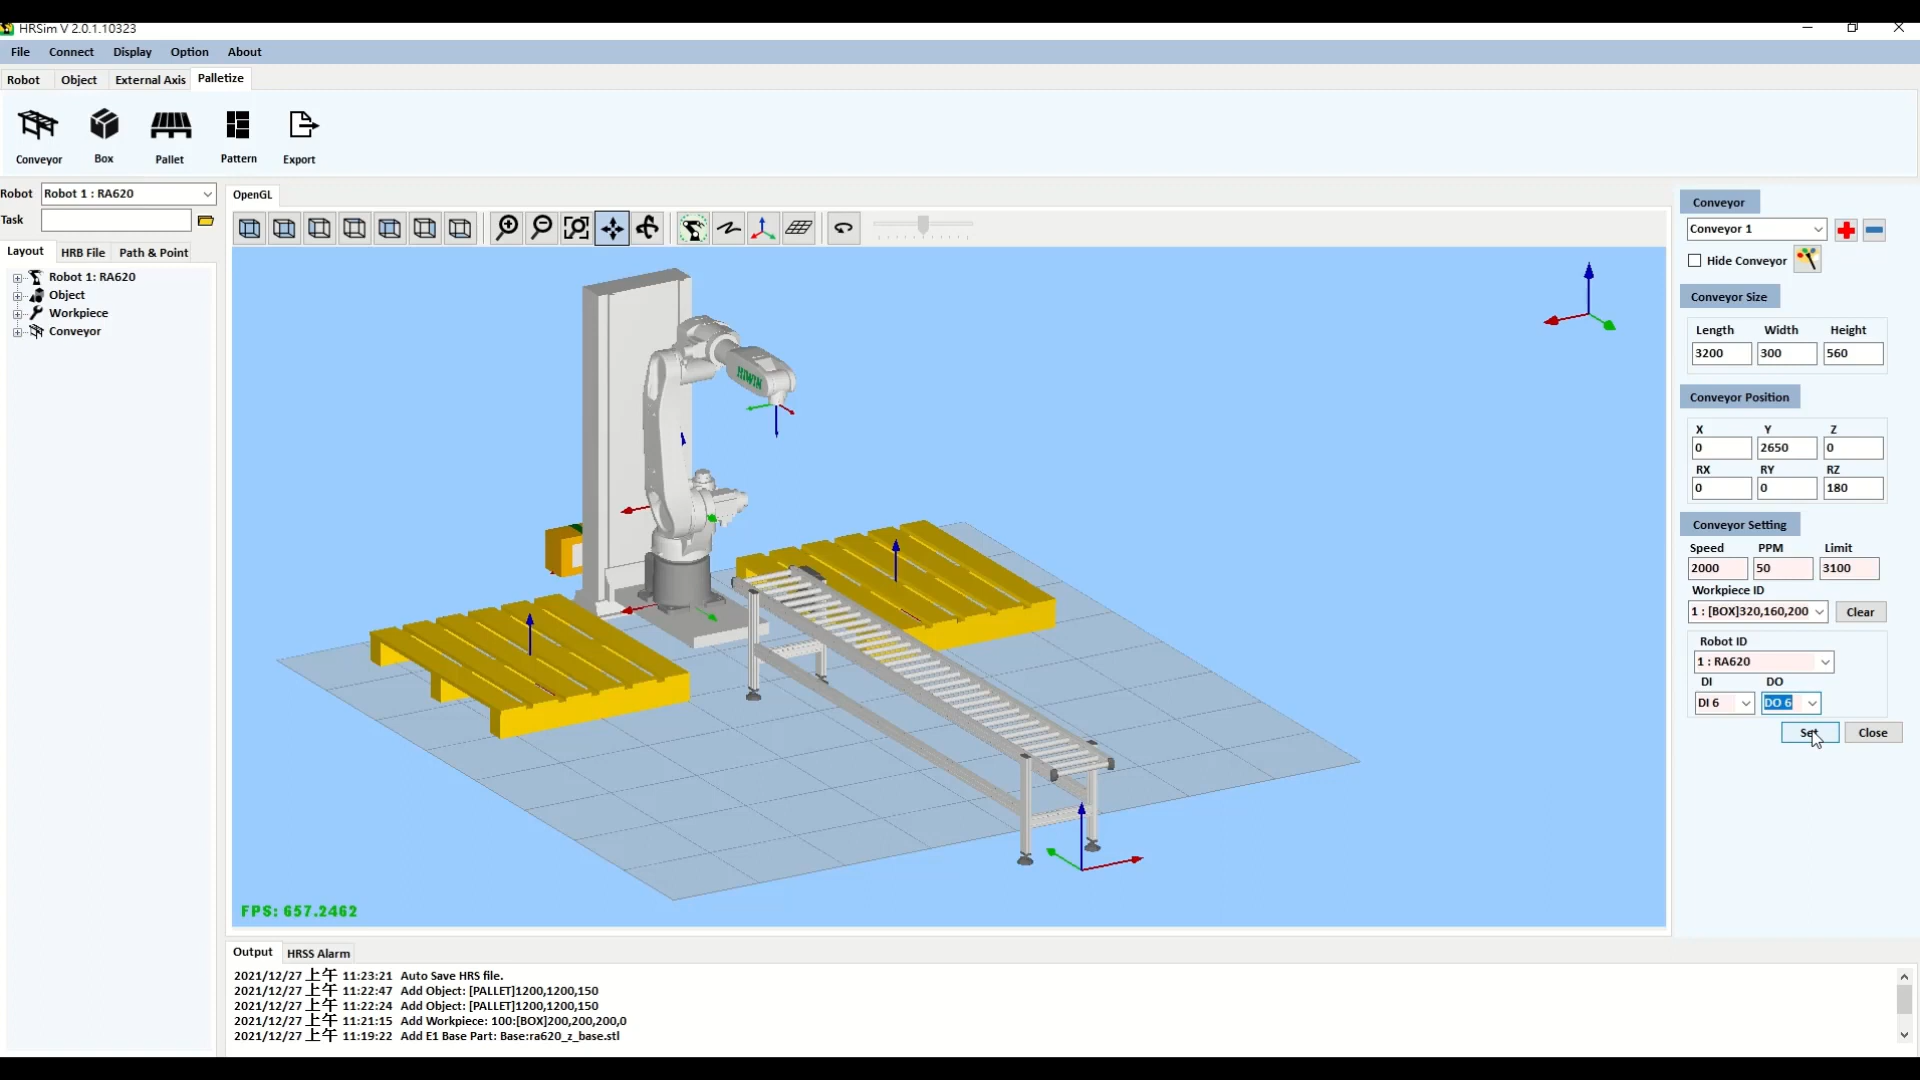 HRSim V 2.0.1.10323
File Connect Display Option About
Robot Object External Axis Palletize
Conveyor Box Pallet Pattern Export
Robot Robot 1 : RA620
Task
OpenGL
Layout HRB File Path & Point
Robot 1: RA620
Object
Workpiece
Conveyor
HIWIN
FPS: 657.2462
Conveyor
Conveyor 1
Hide Conveyor
Conveyor Size
Length Width Height
3200 300 560
Conveyor Position
X Y Z
0 2650 0
RX RY RZ
0 0 180
Conveyor Setting
Speed PPM Limit
2000 50 3100
Workpiece ID
1 : [BOX]320,160,200 Clear
Robot ID
1 : RA620
DI DO
DI 6 DO 6
Set Close
Output HRSS Alarm
2021/12/27 上午 11:23:21 Auto Save HRS file.
2021/12/27 上午 11:22:47 Add Object: [PALLET]1200,1200,150
2021/12/27 上午 11:22:24 Add Object: [PALLET]1200,1200,150
2021/12/27 上午 11:21:15 Add Workpiece: 100:[BOX]200,200,200,0
2021/12/27 上午 11:19:22 Add E1 Base Part: Base:ra620_z_base.stl